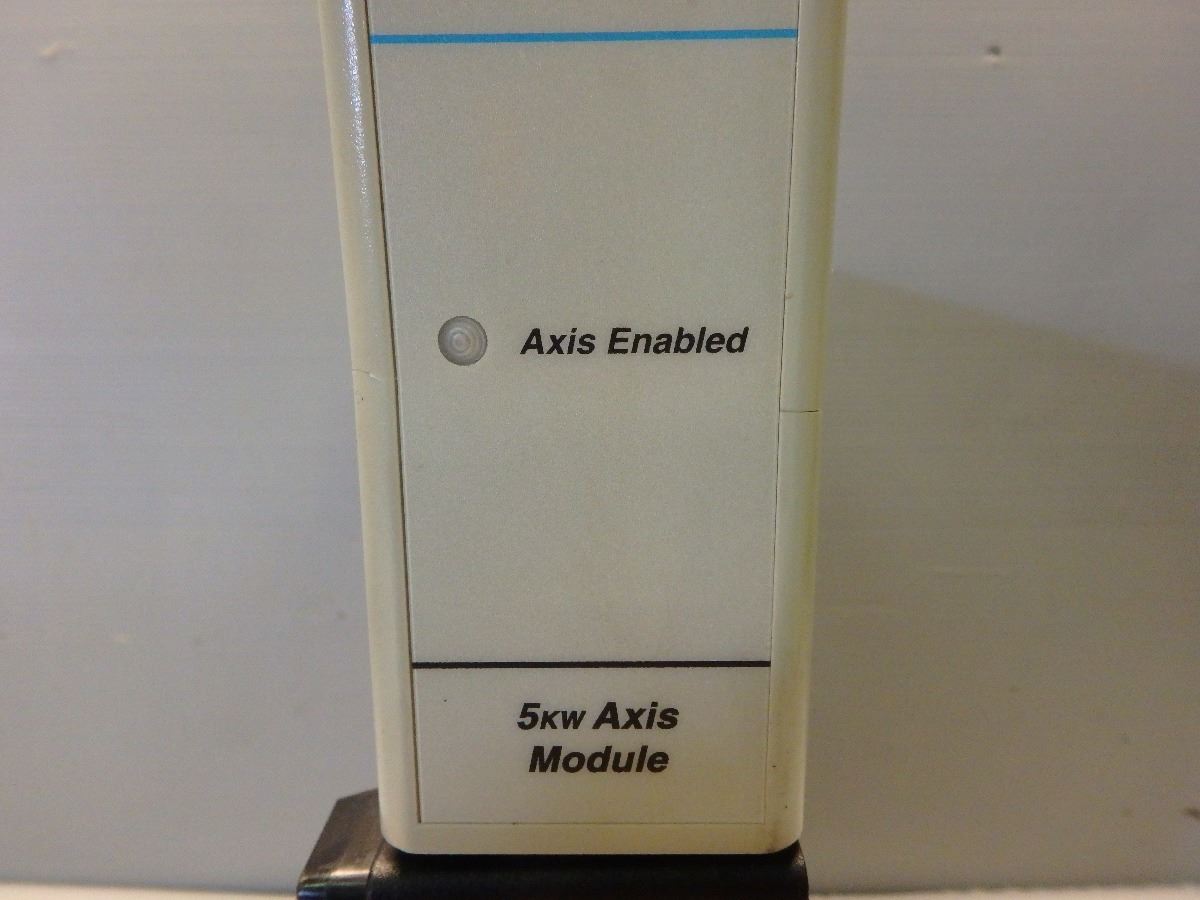 Axis Enabled
5KW Axis
Module